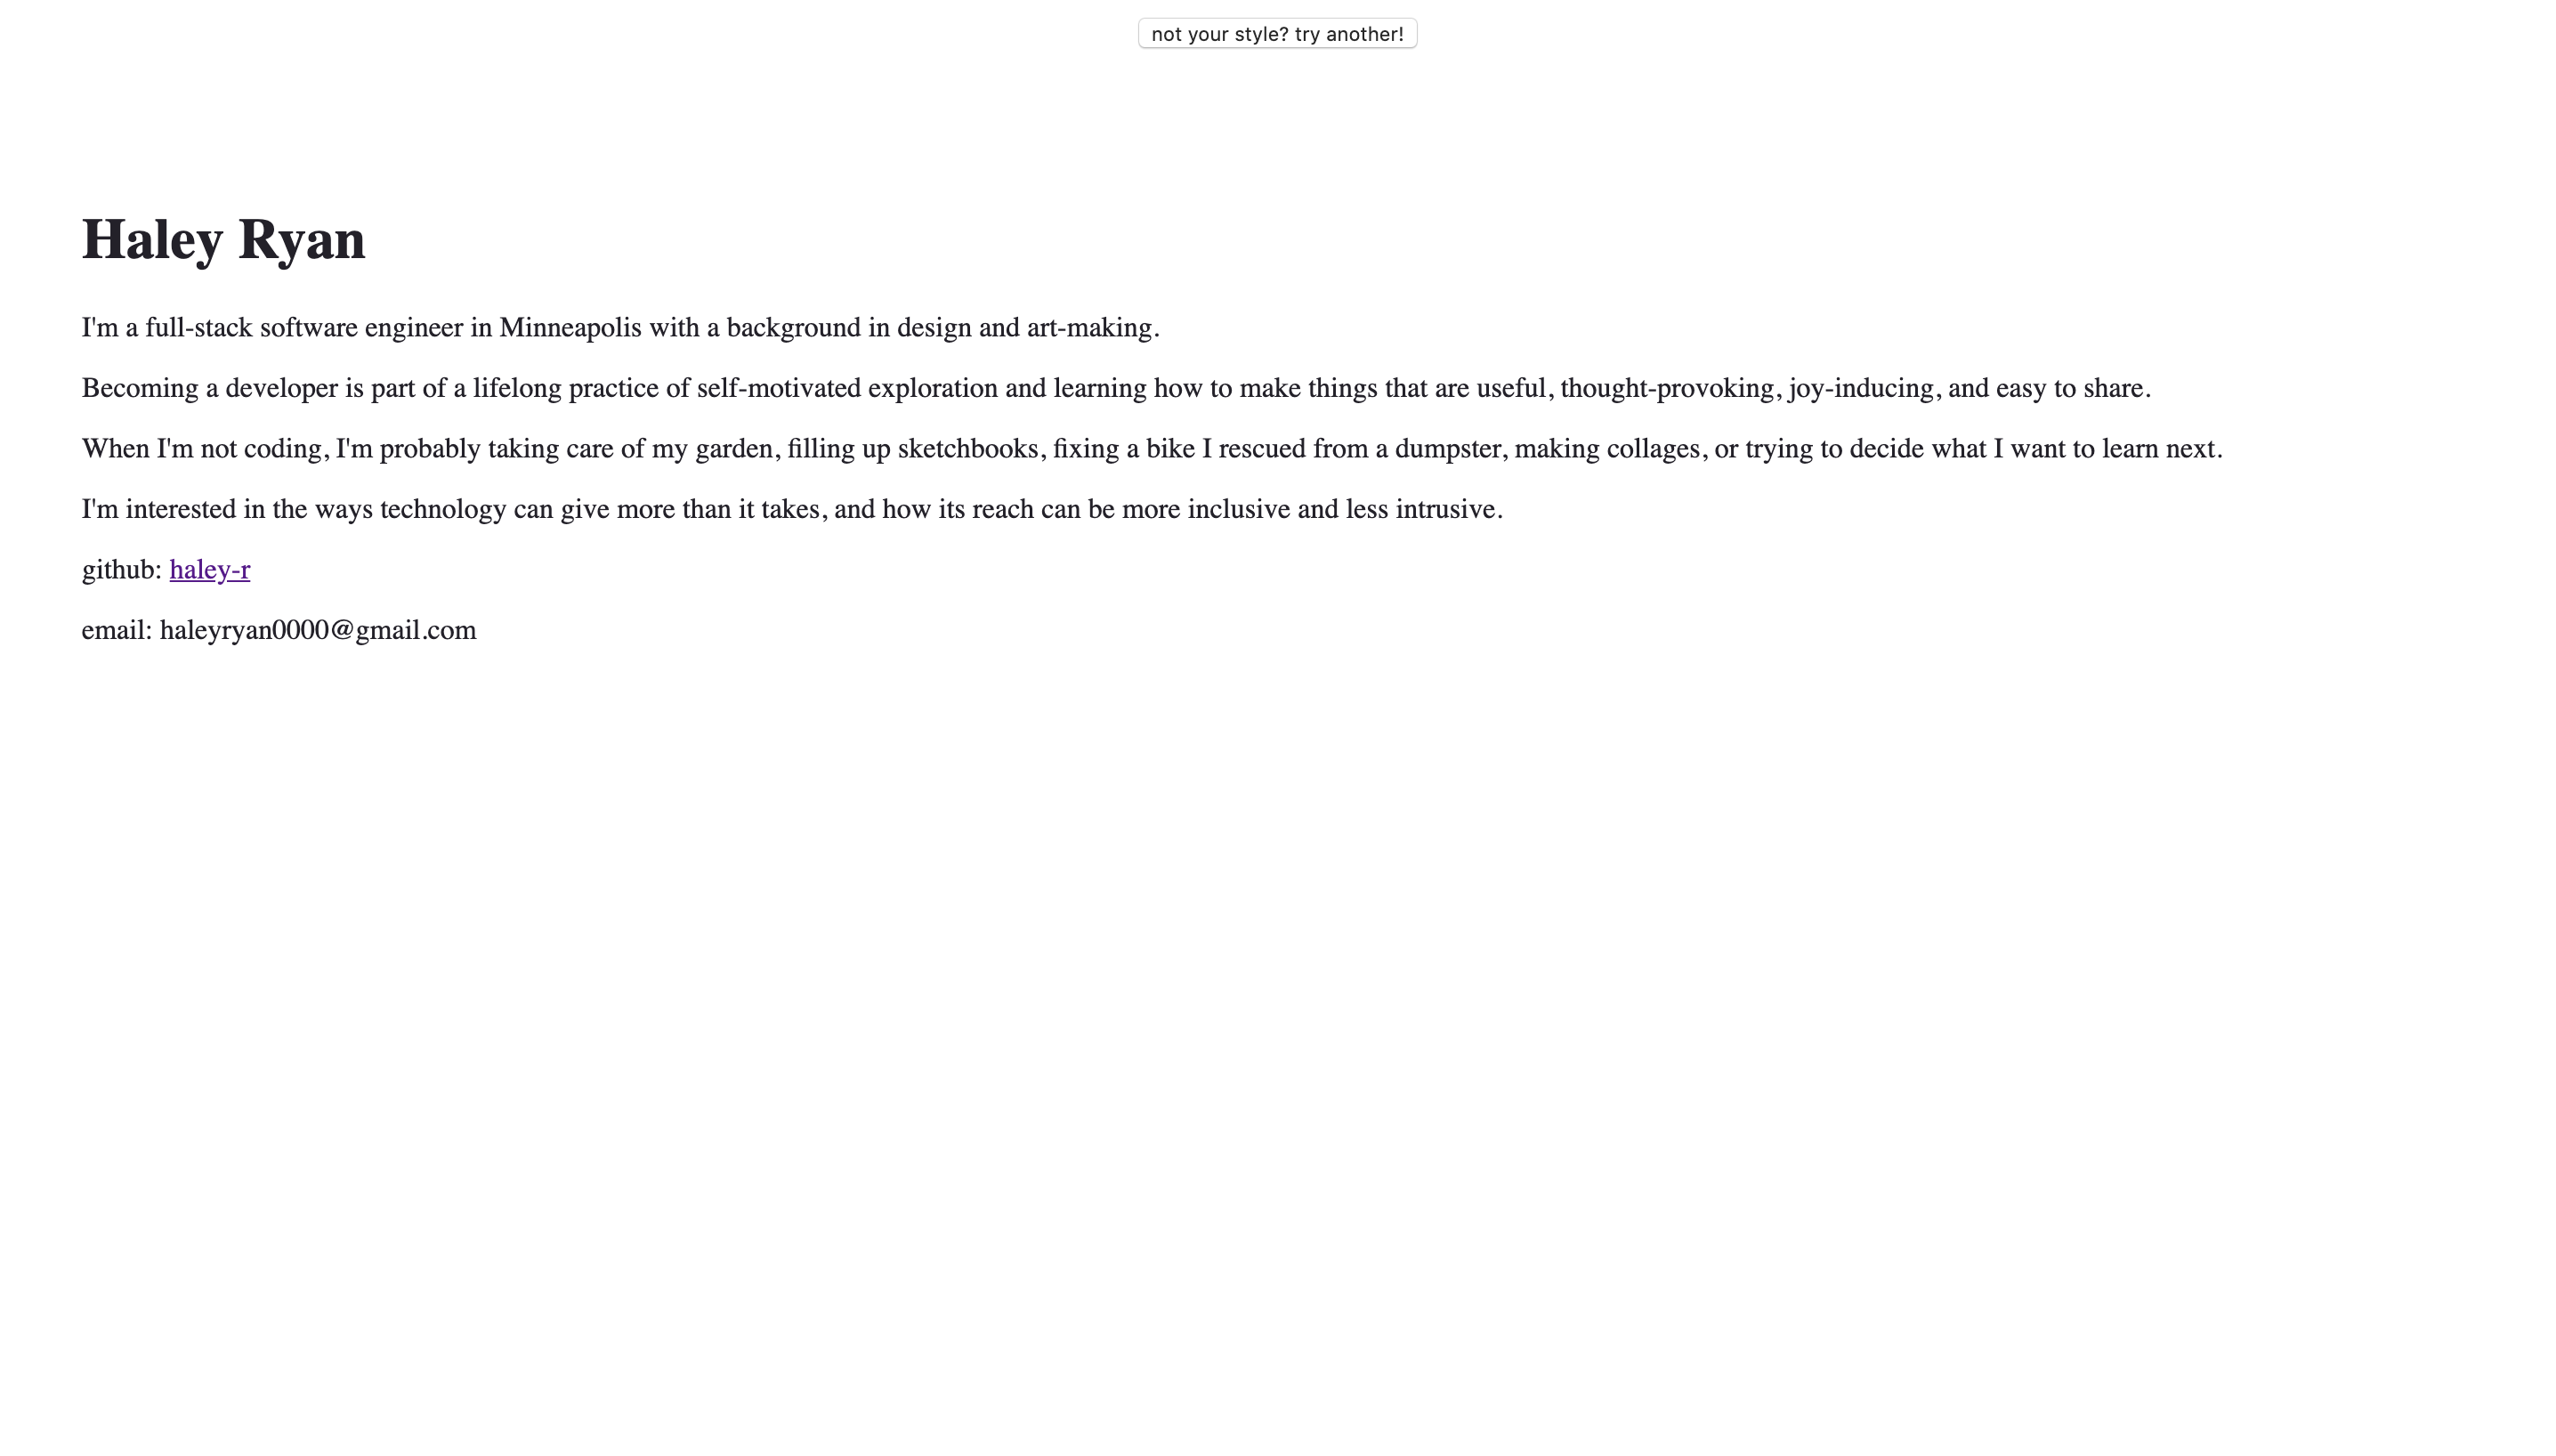 not your style? try another!
Haley Ryan
I'm a full-stack software engineer in Minneapolis with a background in design and art-making.
Becoming a developer is part of a lifelong practice of self-motivated exploration and learning how to make things that are useful, thought-provoking, joy-inducing, and easy to share.
When I'm not coding, I'm probably taking care of my garden, filling up sketchbooks, fixing a bike I rescued from a dumpster, making collages, or trying to decide what I want to learn next.
I'm interested in the ways technology can give more than it takes, and how its reach can be more inclusive and less intrusive.
github: haley-r
email: haleyryan0000@gmail.com